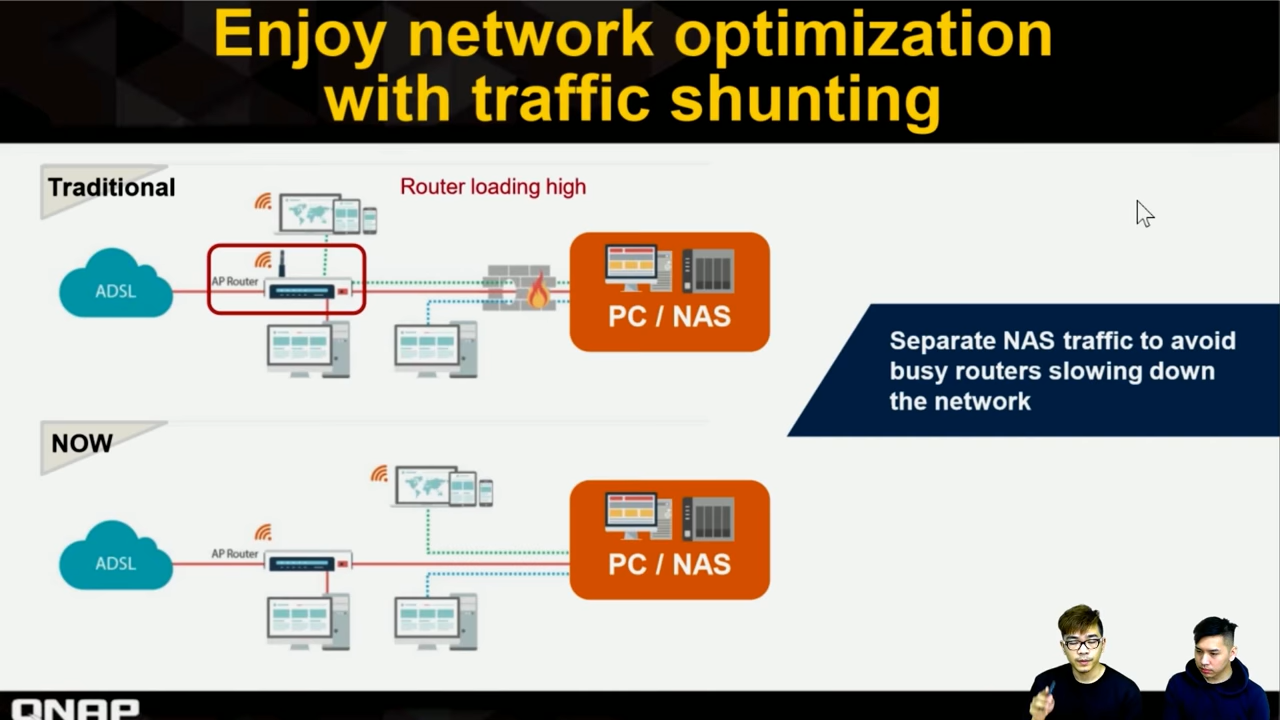 Enjoy network optimization
with traffic shunting
Traditional
Router loading high
ADSL
AP Router
PC / NAS
Separate NAS traffic to avoid
busy routers slowing down
the network
NOW
ADSL
AP Router
PC / NAS
QNAP